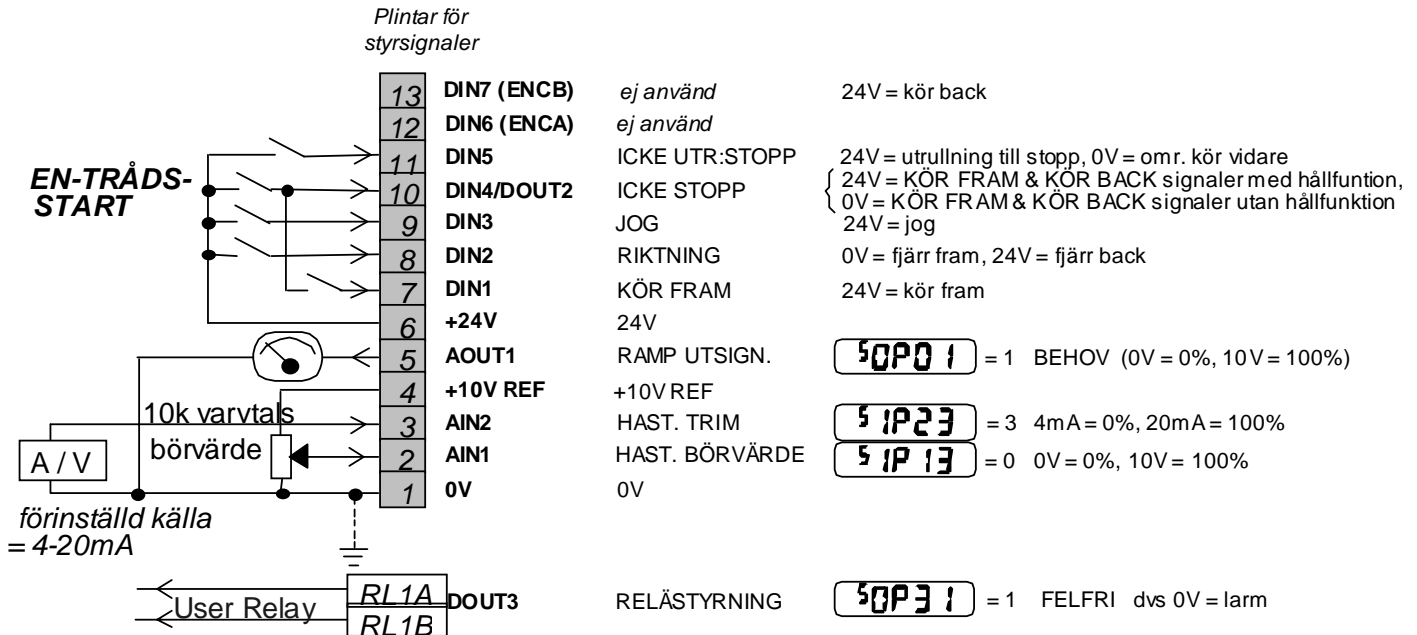 Plintar för
styrsignaler
13 DIN7 (ENCB) ej använd 24V = kör back
12 DIN6 (ENCA) ej använd
11 DIN5 ICKE UTR:STOPP 24V = utrullning till stopp, 0V = omr. kör vidare
EN-TRÅDS-
START
10 DIN4/DOUT2 ICKE STOPP 24V = KÖR FRAM & KÖR BACK signaler med hållfuntion,
0V = KÖR FRAM & KÖR BACK signaler utan hållfunktion
9 DIN3 JOG 24V = jog
8 DIN2 RIKTNING 0V = fjärr fram, 24V = fjärr back
7 DIN1 KÖR FRAM 24V = kör fram
6 +24V 24V
5 AOUT1 RAMP UTSIGN. SOP01 = 1 BEHOV (0V = 0%, 10V = 100%)
4 +10V REF +10V REF
10k varvtals
börvärde
3 AIN2 HAST. TRIM SIP23 = 3 4mA = 0%, 20mA = 100%
A / V
2 AIN1 HAST. BÖRVÄRDE SIP13 = 0 0V = 0%, 10V = 100%
1 0V 0V
förinställd källa
= 4-20mA
User Relay
RL1A
RL1B
DOUT3 RELÄSTYRNING SOP31 = 1 FELFRI dvs 0V = larm